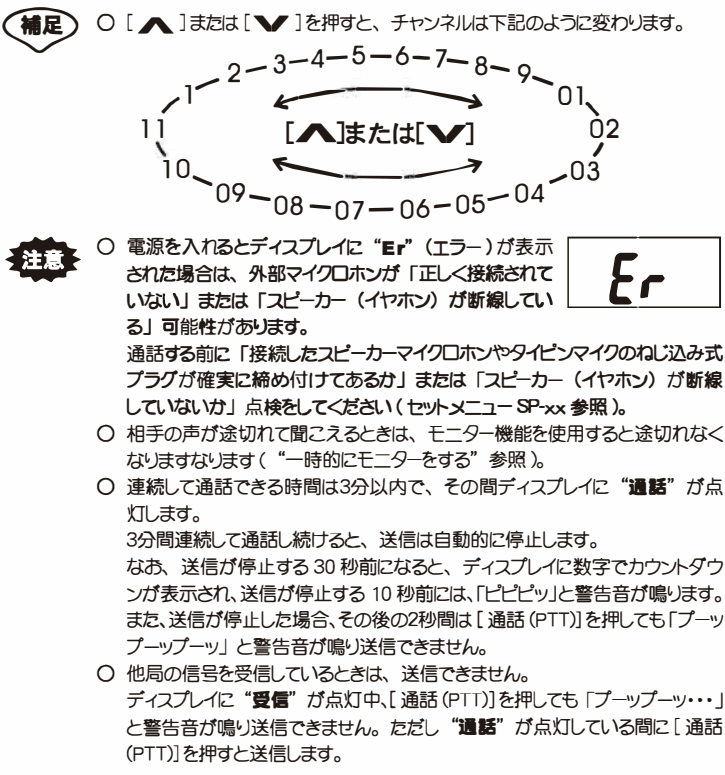 補足
○ [ ∧ ]または[ ∨ ]を押すと、チャンネルは下記のように変わります。
1-2-3-4-5-6-7-8-9-01
11 [∧]または[∨] 02
10 03
09-08-07-06-05-04
注意
○ 電源を入れるとディスプレイに“Er”(エラー)が表示
された場合は、外部マイクロホンが「正しく接続されて
いない」または「スピーカー(イヤホン)が断線してい
る」可能性があります。
Er
通話する前に「接続したスピーカーマイクロホンやタイピンマイクのねじ込み式
プラグが確実に締め付けてあるか」または「スピーカー(イヤホン)が断線
していないか」点検をしてください(セットメニュー SP-xx 参照)。
○ 相手の声が途切れて聞こえるときは、モニター機能を使用すると途切れなく
なりますなります(“一時的にモニターをする”参照)。
○ 連続して通話できる時間は3分以内で、その間ディスプレイに“通話”が点
灯します。
3分間連続して通話し続けると、送信は自動的に停止します。
なお、送信が停止する 30 秒前になると、ディスプレイに数字でカウントダウ
ンが表示され、送信が停止する 10 秒前には、「ピピピッ」と警告音が鳴ります。
また、送信が停止した場合、その後の2秒間は[ 通話(PTT)]を押しても「プーッ
プーップーッ」と警告音が鳴り送信できません。
○ 他局の信号を受信しているときは、送信できません。
ディスプレイに“受信”が点灯中、[ 通話(PTT)]を押しても「プーップーッ・・・」
と警告音が鳴り送信できません。ただし“通話”が点灯している間に[ 通話
(PTT)]を押すと送信します。